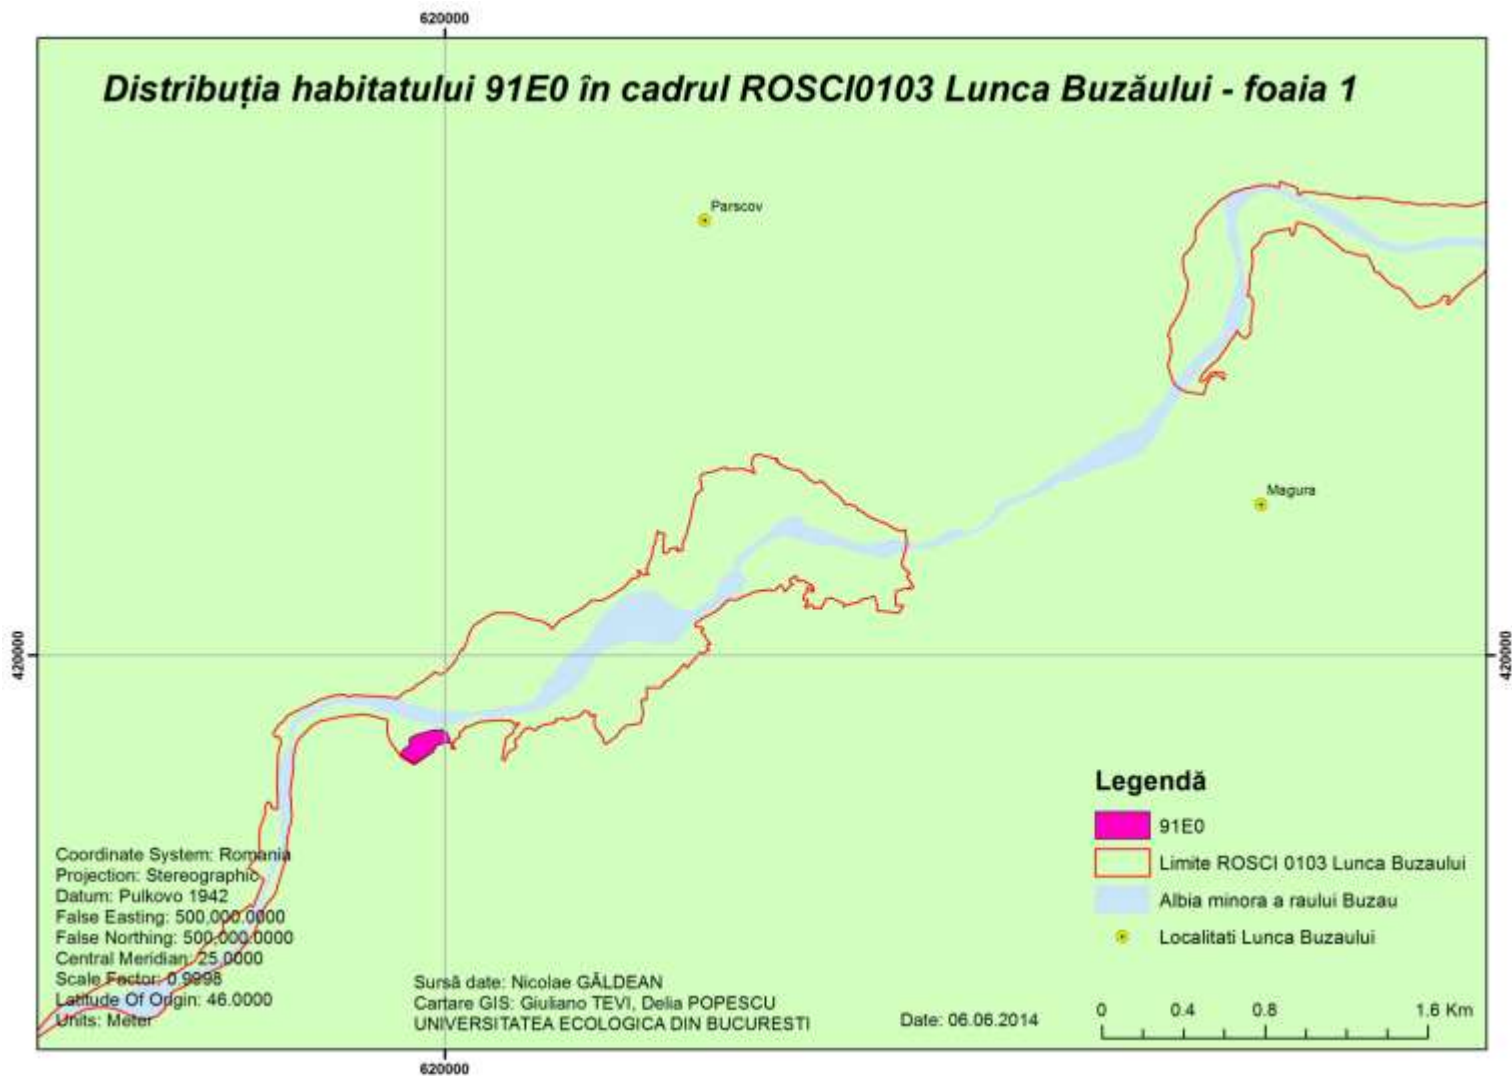 620000
Distribuția habitatului 91E0 în cadrul ROSCI0103 Lunca Buzăului - foaia 1
Parscov
Magura
420000
420000
Legendă
91E0
Limite ROSCI 0103 Lunca Buzaului
Albia minora a raului Buzau
Localitati Lunca Buzaului
Coordinate System: Romania
Projection: Stereographic
Datum: Pulkovo 1942
False Easting: 500,000.0000
False Northing: 500,000.0000
Central Meridian: 25.0000
Scale Factor: 0.9998
Latitude Of Origin: 46.0000
Units: Meter
Sursă date: Nicolae GÂLDEAN
Cartare GIS: Giuliano TEVI, Delia POPESCU
UNIVERSITATEA ECOLOGICA DIN BUCURESTI
Date: 06.06.2014
0 0.4 0.8 1.6 Km
620000